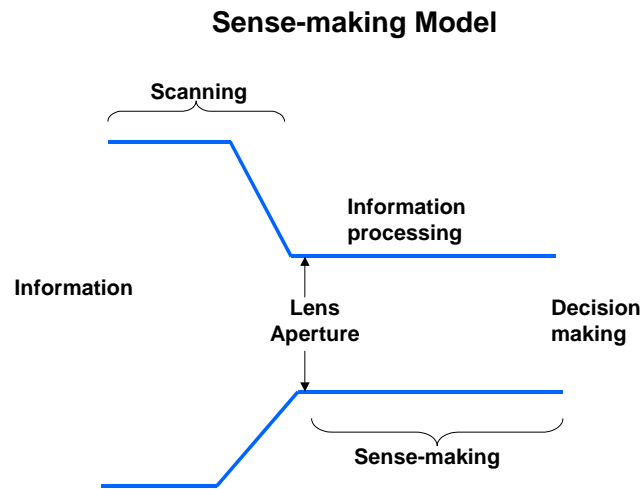 Sense-making Model
Scanning
Information
processing
Information
Lens
Aperture
Decision
making
Sense-making